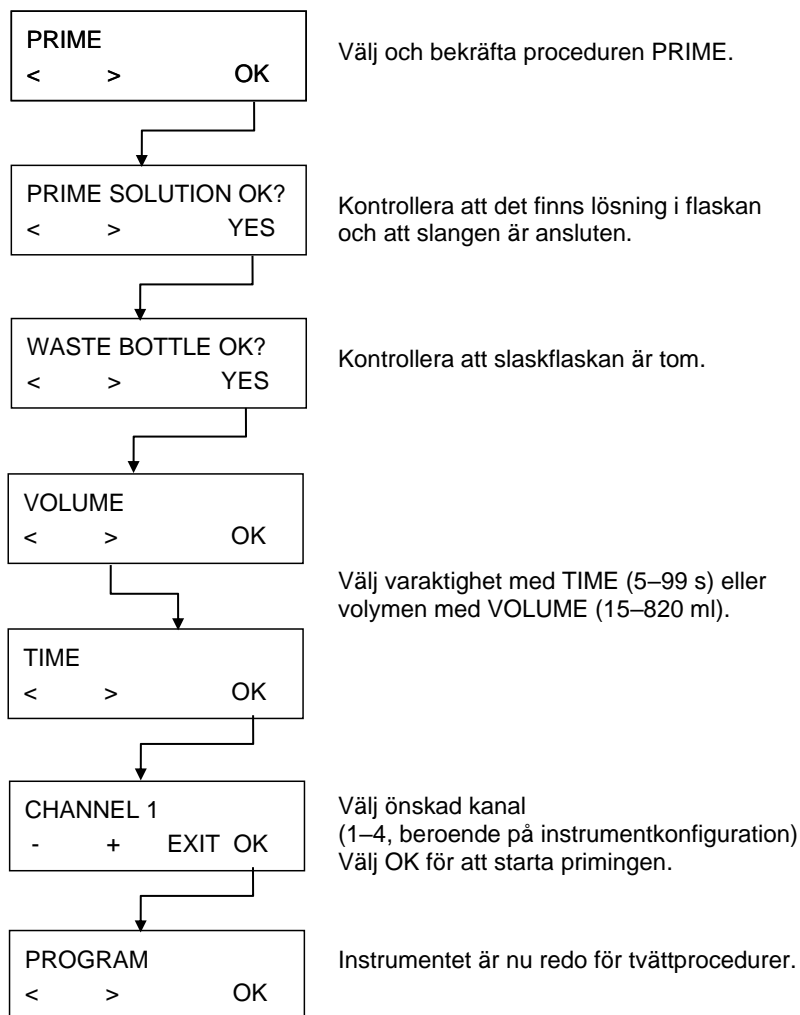 PRIME
< > OK
Välj och bekräfta proceduren PRIME.
PRIME SOLUTION OK?
< > YES
Kontrollera att det finns lösning i flaskan
och att slangen är ansluten.
WASTE BOTTLE OK?
< > YES
Kontrollera att slaskflaskan är tom.
VOLUME
< > OK
Välj varaktighet med TIME (5–99 s) eller
volymen med VOLUME (15–820 ml).
TIME
< > OK
CHANNEL 1
- + EXIT OK
Välj önskad kanal
(1–4, beroende på instrumentkonfiguration)
Välj OK för att starta primingen.
PROGRAM
< > OK
Instrumentet är nu redo för tvättprocedurer.